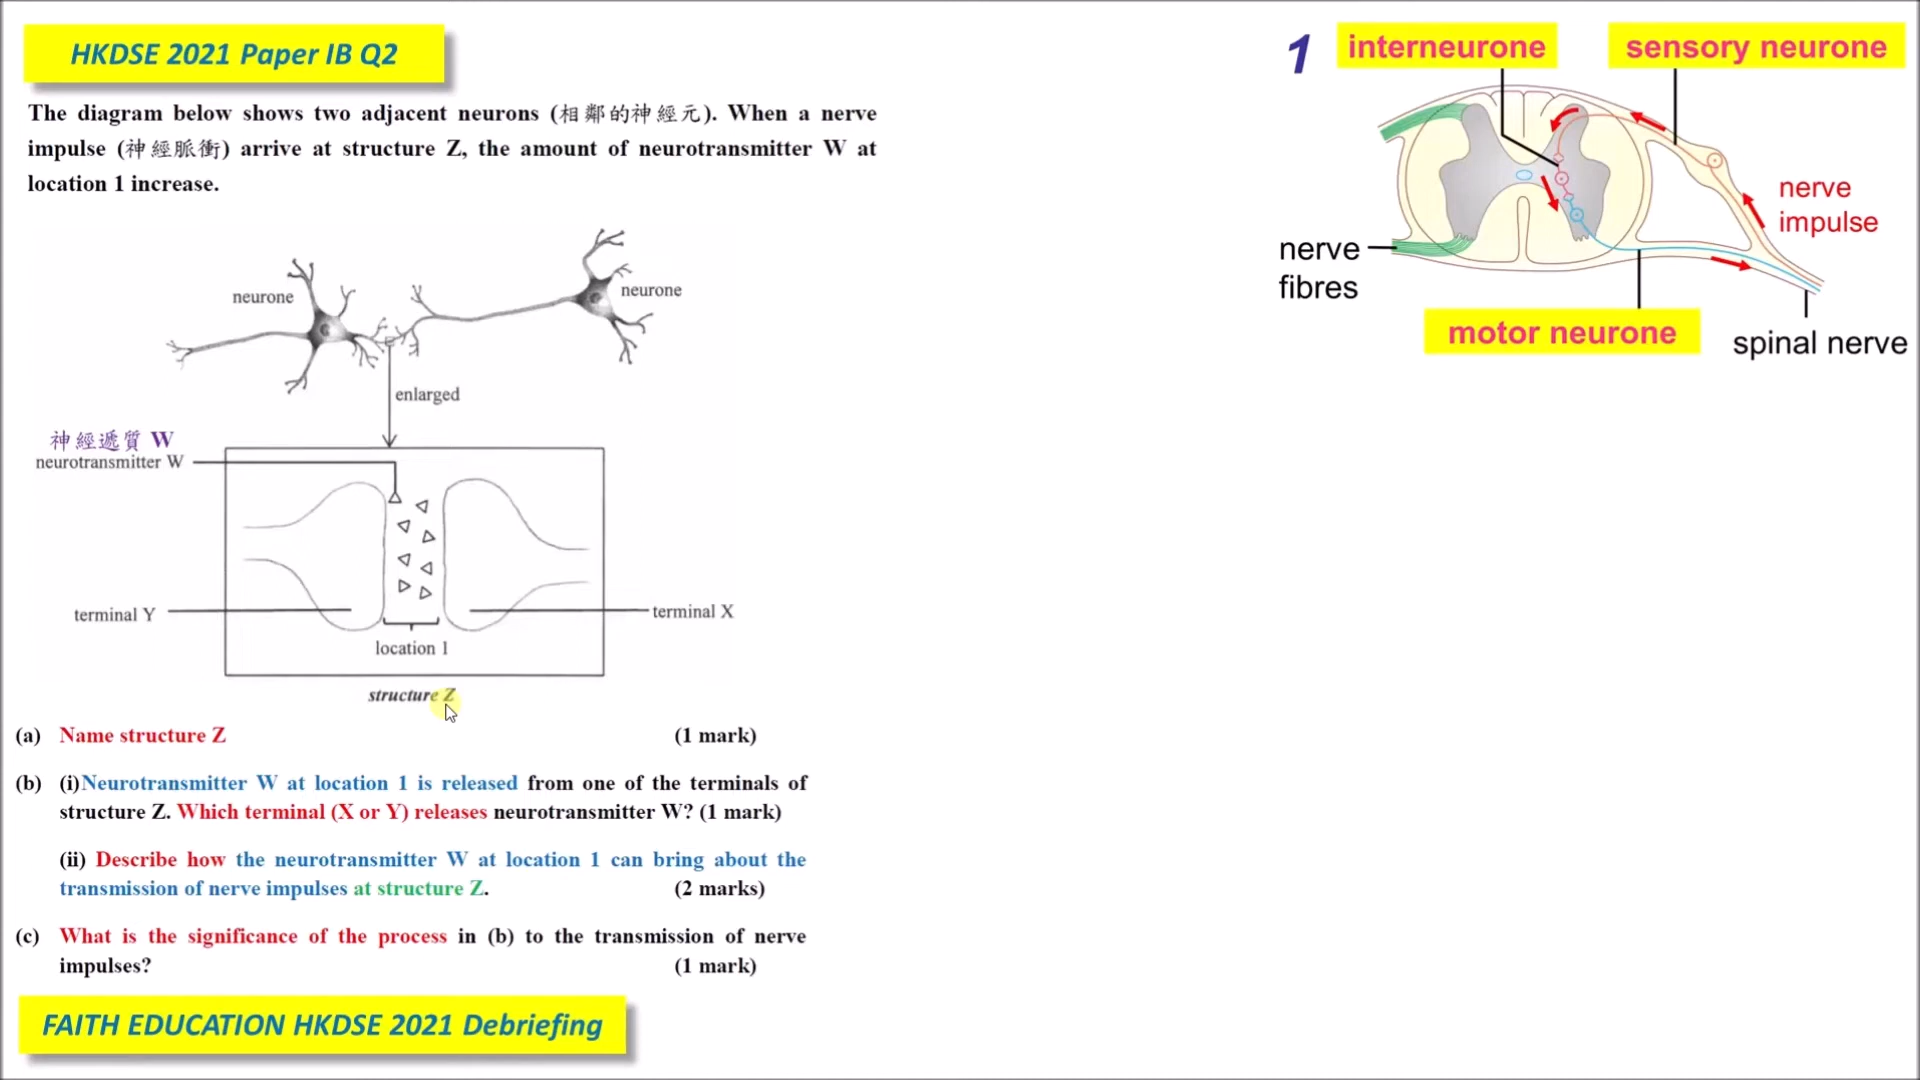 HKDSE 2021 Paper IB Q2
The diagram below shows two adjacent neurons (相鄰的神經元). When a nerve
impulse (神經脈衝) arrive at structure Z, the amount of neurotransmitter W at
location 1 increase.
neurone
neurone
enlarged
神經遞質 W
neurotransmitter W
terminal Y
terminal X
location 1
structure Z
(a) Name structure Z (1 mark)
(b) (i)Neurotransmitter W at location 1 is released from one of the terminals of
structure Z. Which terminal (X or Y) releases neurotransmitter W? (1 mark)
(ii) Describe how the neurotransmitter W at location 1 can bring about the
transmission of nerve impulses at structure Z. (2 marks)
(c) What is the significance of the process in (b) to the transmission of nerve
impulses? (1 mark)
FAITH EDUCATION HKDSE 2021 Debriefing
1
interneurone
sensory neurone
nerve
impulse
nerve
fibres
motor neurone
spinal nerve